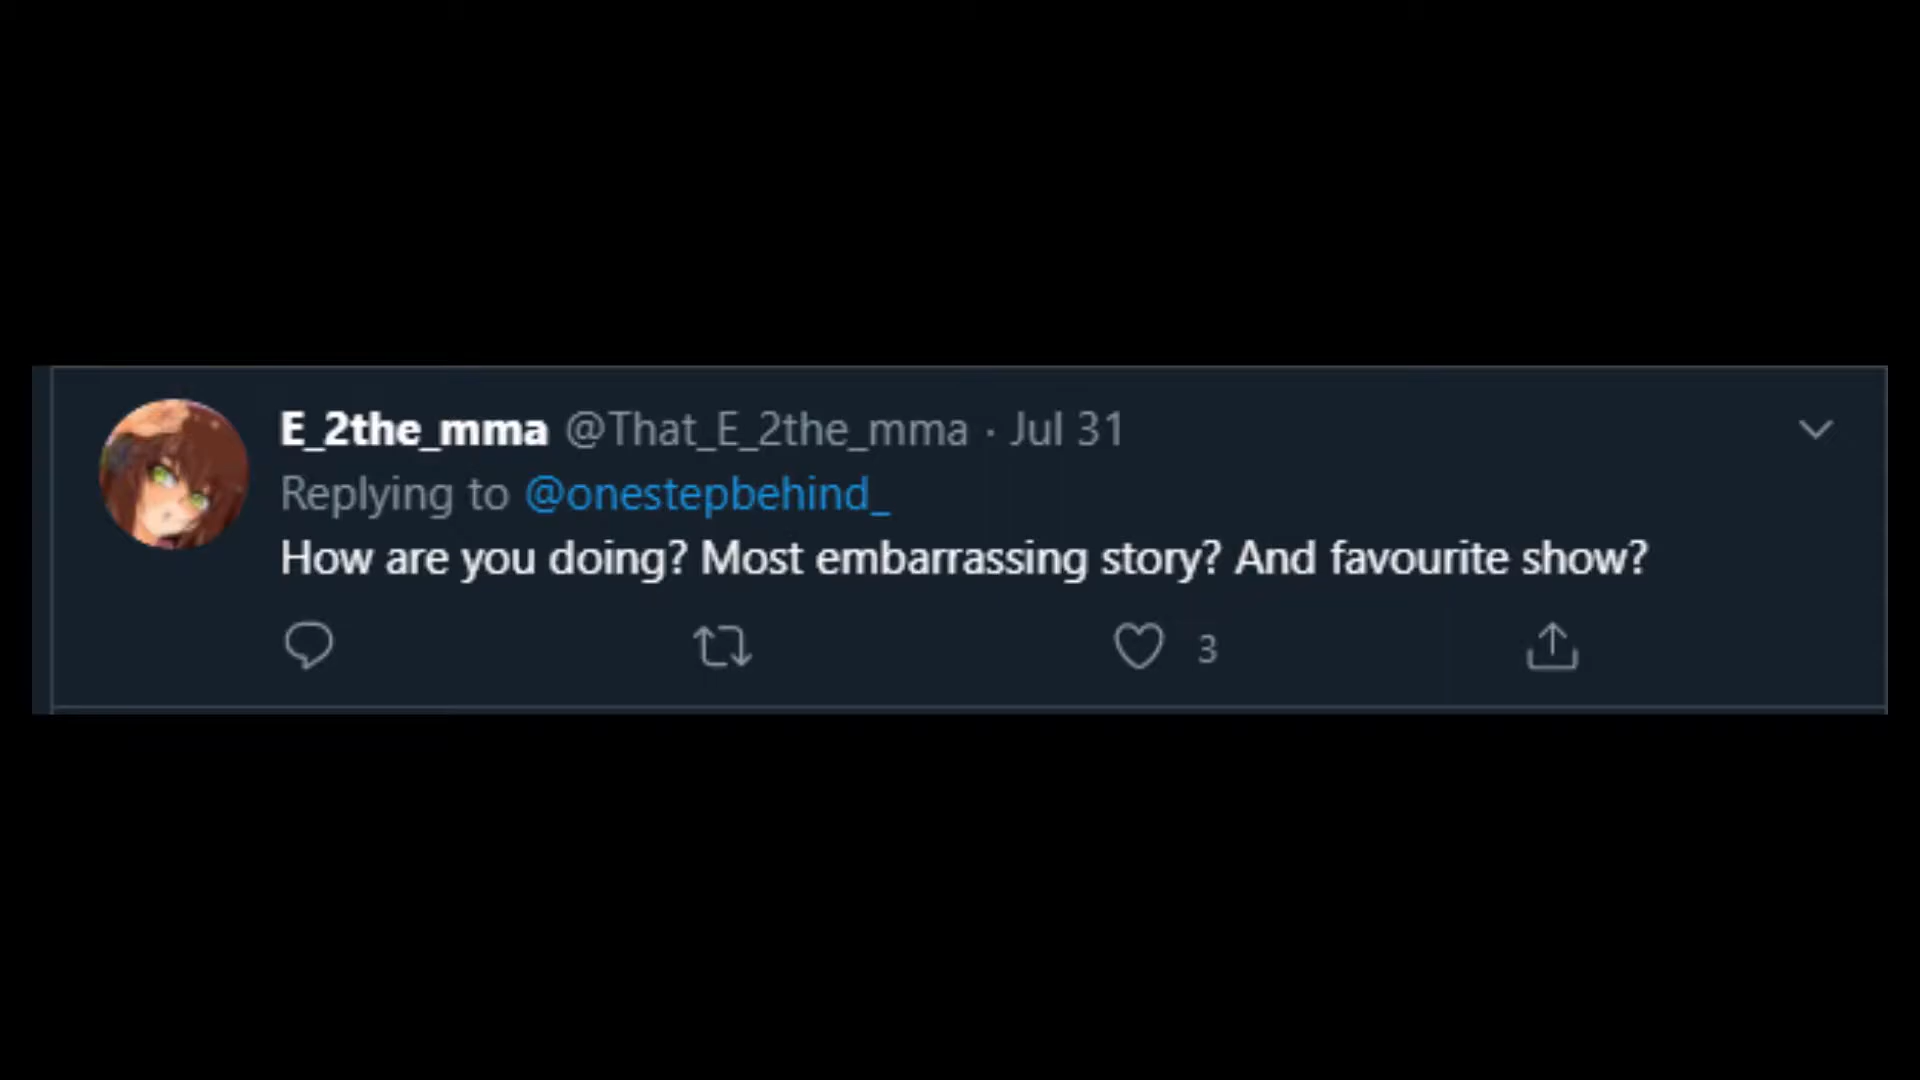 E_2the_mma @That_E_2the_mma · Jul 31
Replying to @onestepbehind_
How are you doing? Most embarrassing story? And favourite show?
3